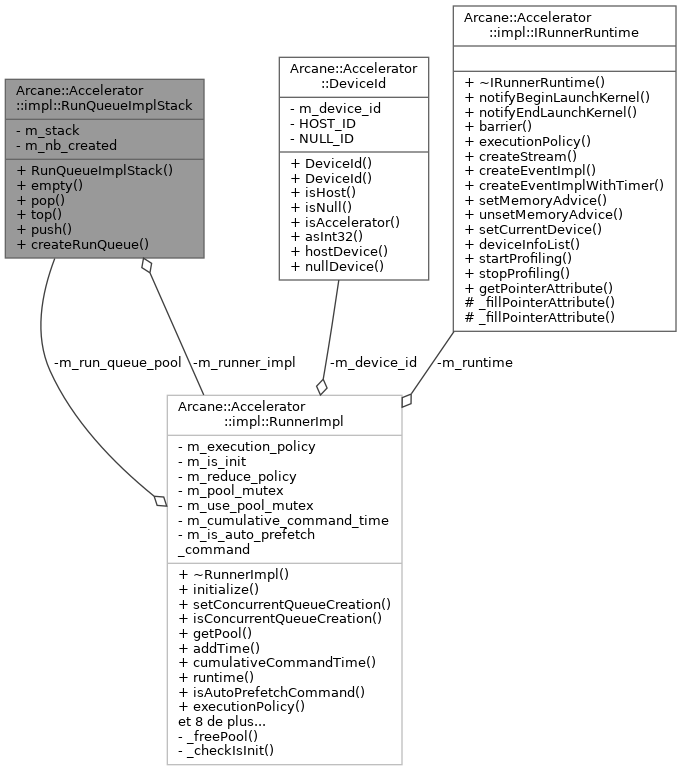 Arcane::Accelerator
::impl::RunQueueImplStack
- m_stack
- m_nb_created
+ RunQueueImplStack()
+ empty()
+ pop()
+ top()
+ push()
+ createRunQueue()
Arcane::Accelerator
::DeviceId
- m_device_id
- HOST_ID
- NULL_ID
+ DeviceId()
+ DeviceId()
+ isHost()
+ isNull()
+ isAccelerator()
+ asInt32()
+ hostDevice()
+ nullDevice()
Arcane::Accelerator
::impl::IRunnerRuntime
+ ~IRunnerRuntime()
+ notifyBeginLaunchKernel()
+ notifyEndLaunchKernel()
+ barrier()
+ executionPolicy()
+ createStream()
+ createEventImpl()
+ createEventImplWithTimer()
+ setMemoryAdvice()
+ unsetMemoryAdvice()
+ setCurrentDevice()
+ deviceInfoList()
+ startProfiling()
+ stopProfiling()
+ getPointerAttribute()
# _fillPointerAttribute()
# _fillPointerAttribute()
-m_run_queue_pool
-m_runner_impl
-m_device_id
-m_runtime
Arcane::Accelerator
::impl::RunnerImpl
- m_execution_policy
- m_is_init
- m_reduce_policy
- m_pool_mutex
- m_use_pool_mutex
- m_cumulative_command_time
- m_is_auto_prefetch
_command
+ ~RunnerImpl()
+ initialize()
+ setConcurrentQueueCreation()
+ isConcurrentQueueCreation()
+ getPool()
+ addTime()
+ cumulativeCommandTime()
+ runtime()
+ isAutoPrefetchCommand()
+ executionPolicy()
et 8 de plus...
- _freePool()
- _checkIsInit()